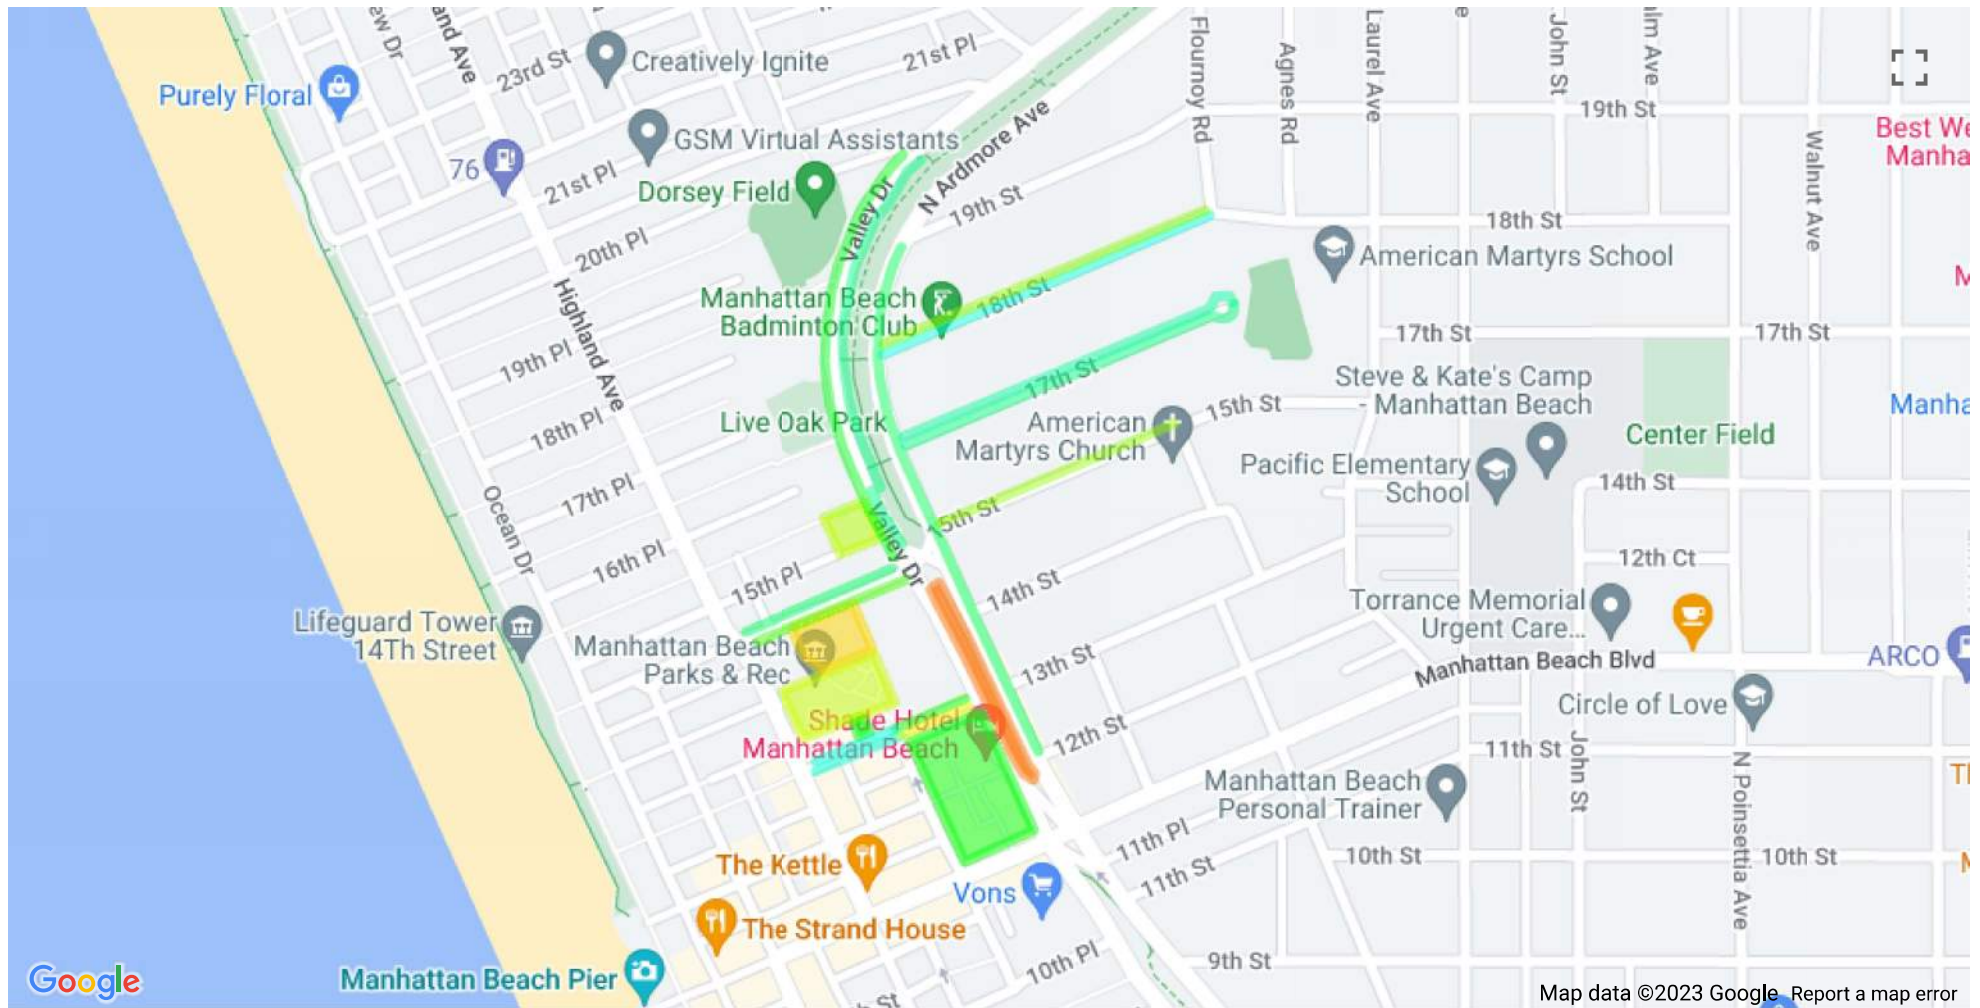 ew Dr
and Ave
23rd St
Creatively Ignite
21st Pl
Flournoy Rd
Agnes Rd
Laurel Ave
John St
alm Ave
Purely Floral
19th St
GSM Virtual Assistants
N Ardmore Ave
Best We
Manha
76
21st Pl
Dorsey Field
Valley Dr
19th St
Walnut Ave
18th St
20th Pl
American Martyrs School
Highland Ave
Manhattan Beach
Badminton Club
18th St
17th St
17th St
19th Pl
17th St
Steve & Kate's Camp
- Manhattan Beach
Manha
18th Pl
Live Oak Park
American
Martyrs Church
15th St
Center Field
Pacific Elementary
School
14th St
Ocean Dr
17th Pl
Valley Dr
15th St
16th Pl
12th Ct
15th Pl
14th St
Lifeguard Tower
14Th Street
Torrance Memorial
Urgent Care...
Manhattan Beach
Parks & Rec
13th St
Manhattan Beach Blvd
ARCO
Shade Hotel
Manhattan Beach
12th St
Circle of Love
11th St
John St
N Poinsettia Ave
Manhattan Beach
Personal Trainer
11th Pl
The Kettle
11th St
10th St
10th St
Vons
The Strand House
10th Pl
9th St
Manhattan Beach Pier
Google
Map data ©2023 Google
Report a map error